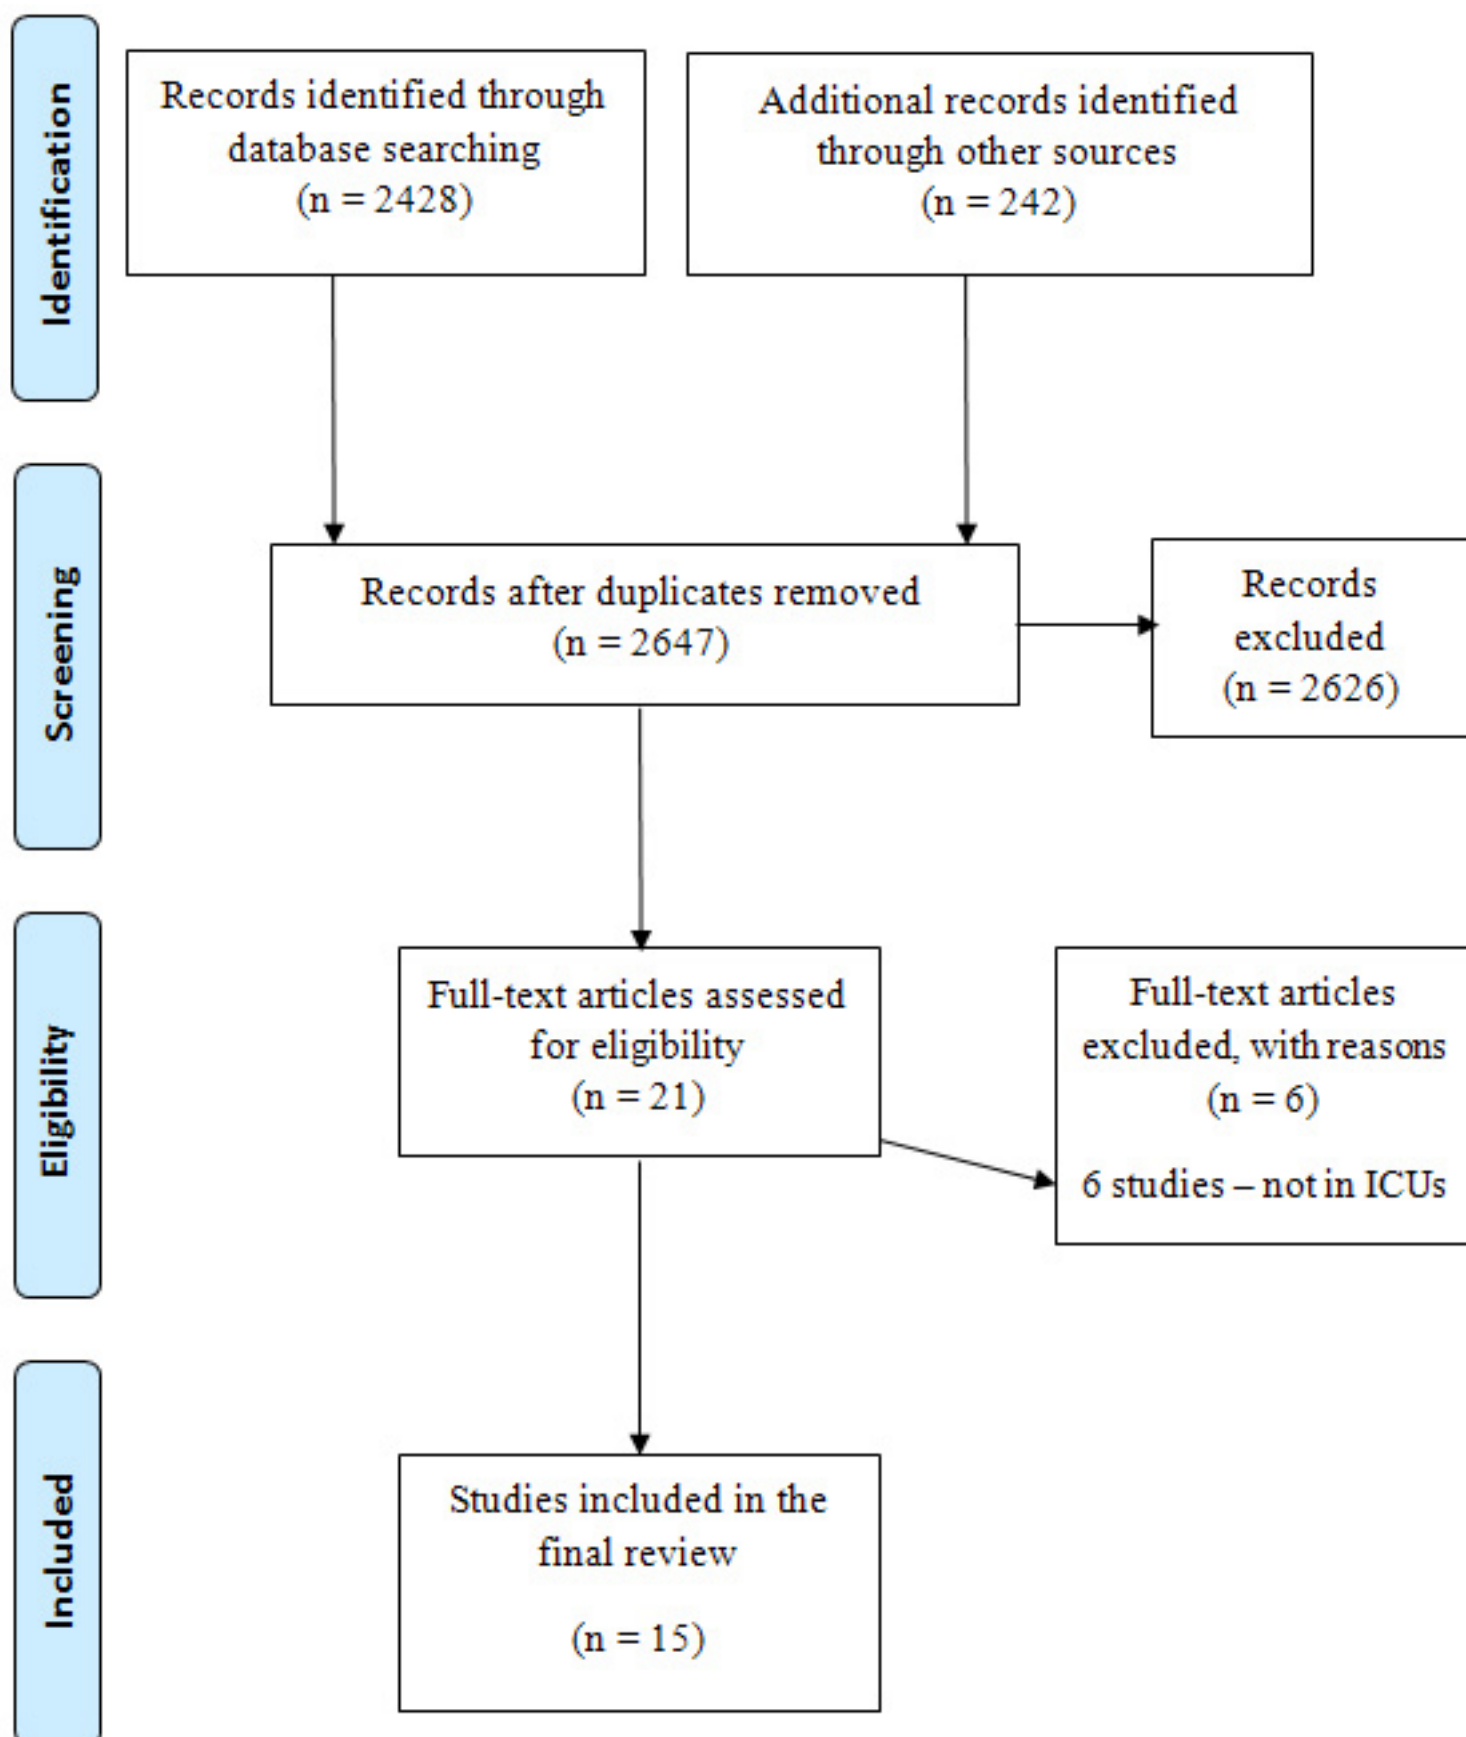 Identification
Records identified through
database searching
(n = 2428)
Additional records identified
through other sources
(n = 242)
Screening
Records after duplicates removed
(n = 2647)
Records
excluded
(n = 2626)
Eligibility
Full-text articles assessed
for eligibility
(n = 21)
Full-text articles
excluded, with reasons
(n = 6)
6 studies – not in ICUs
Included
Studies included in the
final review
(n = 15)